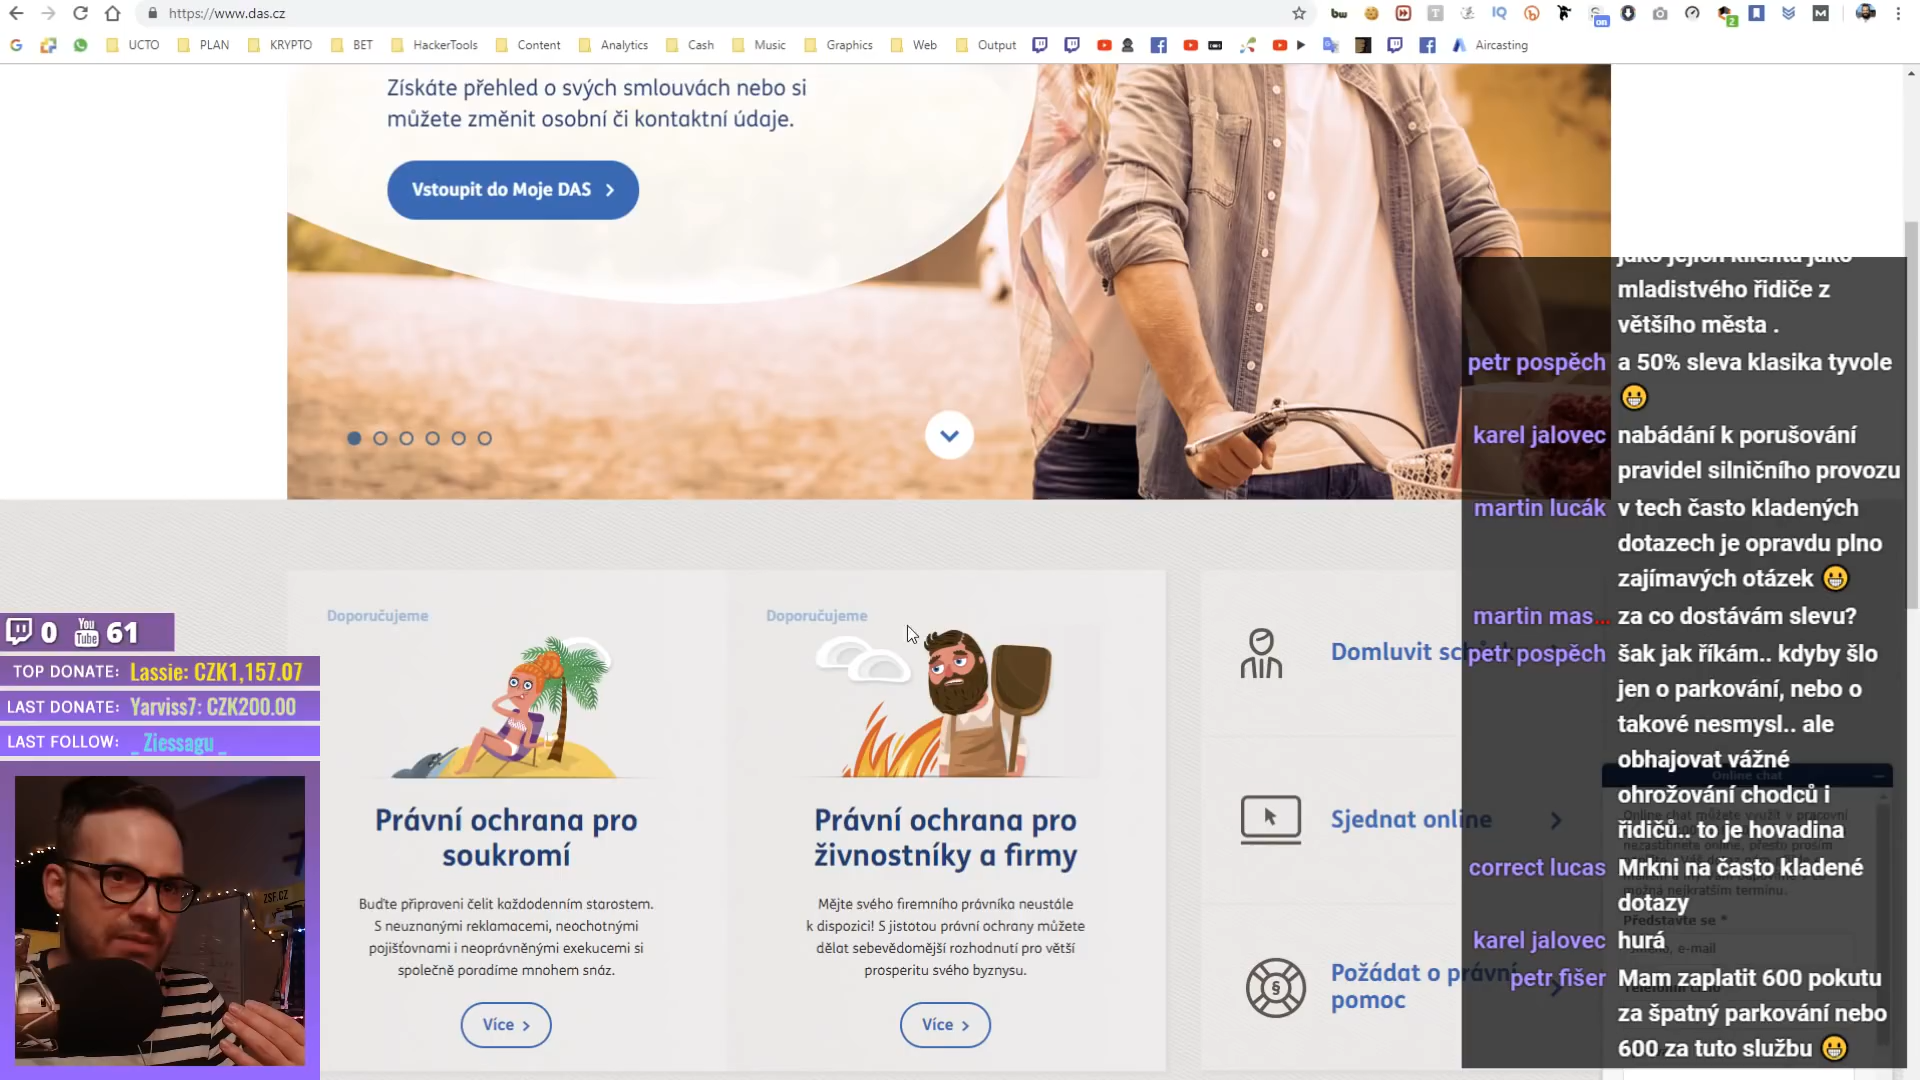 https://www.das.cz
UCTO
PLAN
KRYPTO
BET
HackerTools
Content
Analytics
Cash
Music
Graphics
Web
Output
Aircasting
Získáte přehled o svých smlouvách nebo si
můžete změnit osobní či kontaktní údaje.
Vstoupit do Moje DAS
Doporučujeme
Právní ochrana pro
soukromí
Buďte připraveni čelit každodenním starostem.
S neuznanými reklamacemi, neochotnými
pojišťovnami i neoprávněnými exekucemi si
společně poradíme mnohem snáz.
Více
Doporučujeme
Právní ochrana pro
živnostníky a firmy
Mějte svého firemního právníka neustále
k dispozici! S jistotou právní ochrany můžete
dělat sebevědomější rozhodnutí pro větší
prosperitu svého byznysu.
Více
Domluvit
Sjednat online
Požádat o právní
pomoc
mladistvého řidiče z
většího města .
petr pospěch a 50% sleva klasika tyvole
karel jalovec nabádání k porušování
pravidel silničního provozu
martin lucák v tech často kladených
dotazech je opravdu plno
zajímavých otázek
martin mas... za co dostávám slevu?
petr pospěch šak jak říkám.. kdyby šlo
jen o parkování, nebo o
takové nesmysl.. ale
obhajovat vážné
ohrožování chodců i
řidičů.. to je hovadina
correct lucas Mrkni na často kladené
dotazy
karel jalovec hurá
petr fišer Mam zaplatit 600 pokutu
za špatný parkování nebo
600 za tuto službu
Online chat
Představte se *
0
You Tube 61
TOP DONATE: Lassie: CZK1,157.07
LAST DONATE: Yarviss7: CZK200.00
LAST FOLLOW: _Ziessagu_
ZSF.CZ